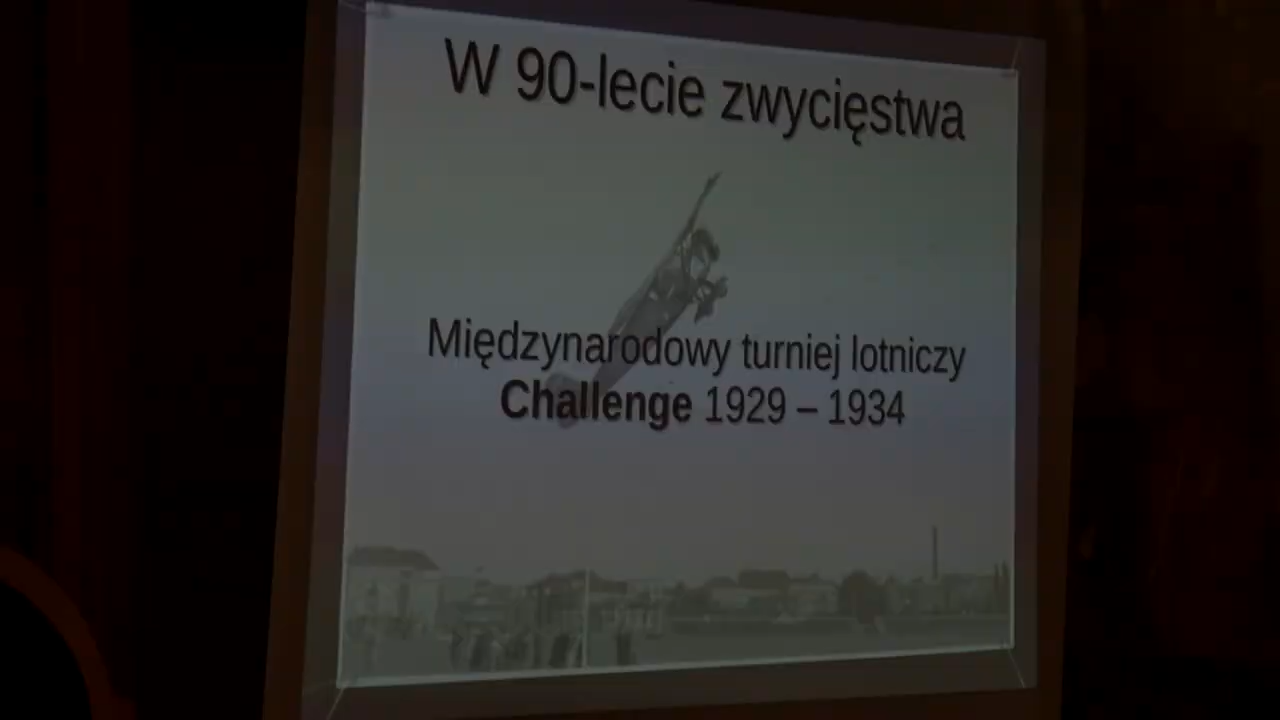 W 90-lecie zwycięstwa
Międzynarodowy turniej lotniczy
Challenge 1929 – 1934